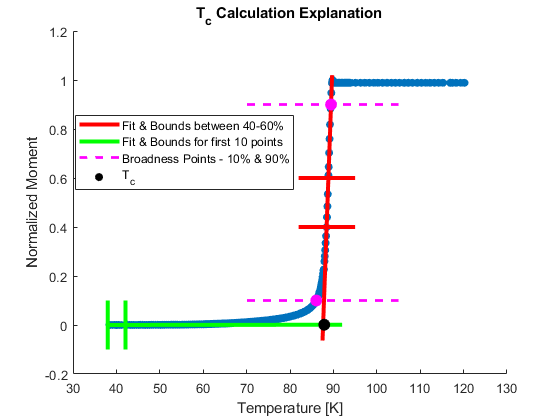 T_c Calculation Explanation
1.2
1
0.8
0.6
0.4
0.2
0
-0.2
Normalized Moment
Fit & Bounds between 40-60%
Fit & Bounds for first 10 points
Broadness Points - 10% & 90%
T_c
30 40 50 60 70 80 90 100 110 120 130
Temperature [K]